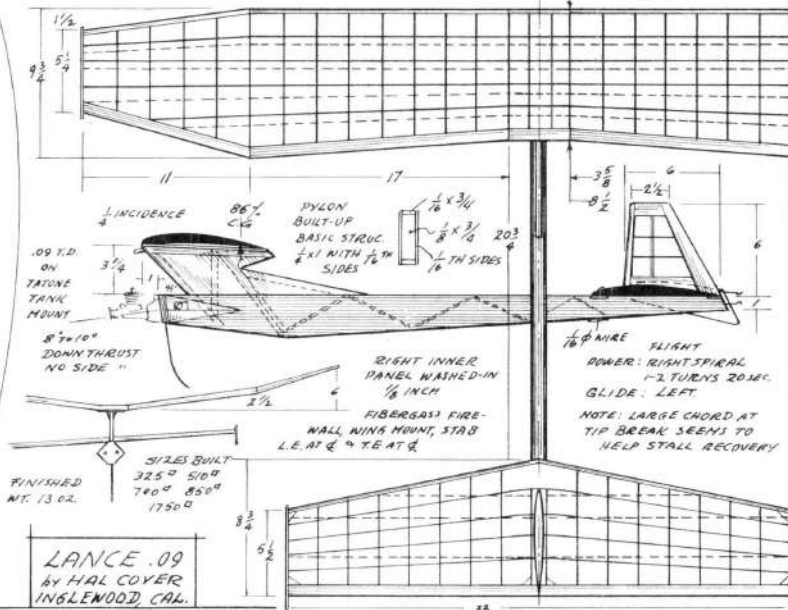 1 1/2
9 3/4
5 1/4
11
17
3 5/8
8 1/2
6
2 1/2
6
1
1/4 INCIDENCE
86%
C.G.
PYLON
BUILT-UP
BASIC STRUC.
1/4 x 1 WITH 1/16 TH
SIDES
1/16 x 3/4
1/8 x 3/4
1/16 TH SIDES
20 3/4
.09 T.D.
ON
TATONE
TANK
MOUNT
3 1/4
1
8° TO 10°
DOWNTHRUST
NO SIDE "
1/16 ϕ WIRE
FLIGHT
POWER: RIGHT SPIRAL
1-2 TURNS 20 SEC.
GLIDE: LEFT
NOTE: LARGE CHORD AT
TIP BREAK SEEMS TO
HELP STALL RECOVERY
RIGHT INNER
PANEL WASHED-IN
1/8 INCH
FIBERGASS FIRE-
WALL, WING MOUNT, STAB
L.E. AT ₵ & T.E AT ₵
2 1/2
6
FINISHED
WT. 13 OZ.
SIZES BUILT
325□ 510□
700□ 850□
1750□
8 3/4
5 1/2
22
LANCE .09
by HAL COVER
INGLEWOOD, CAL.